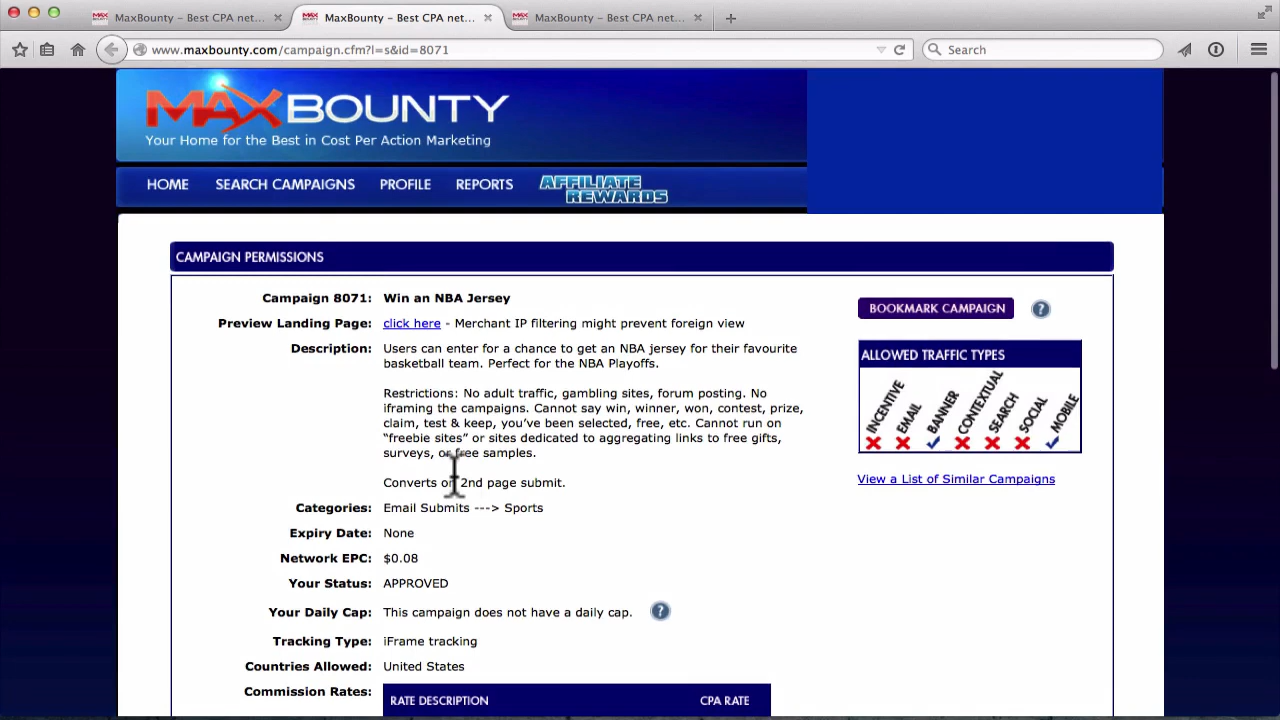 MaxBounty – Best CPA net...
MaxBounty – Best CPA net...
MaxBounty – Best CPA net...
www.maxbounty.com/campaign.cfm?l=s&id=8071
Search
MAXBOUNTY
Your Home for the Best in Cost Per Action Marketing
HOME SEARCH CAMPAIGNS PROFILE REPORTS AFFILIATE REWARDS
CAMPAIGN PERMISSIONS
Campaign 8071: Win an NBA Jersey
Preview Landing Page: click here - Merchant IP filtering might prevent foreign view
Description: Users can enter for a chance to get an NBA jersey for their favourite
basketball team. Perfect for the NBA Playoffs.
Restrictions: No adult traffic, gambling sites, forum posting. No
iframing the campaigns. Cannot say win, winner, won, contest, prize,
claim, test & keep, you've been selected, free, etc. Cannot run on
“freebie sites” or sites dedicated to aggregating links to free gifts,
surveys, or free samples.
Converts on 2nd page submit.
Categories: Email Submits ---> Sports
Expiry Date: None
Network EPC: $0.08
Your Status: APPROVED
Your Daily Cap: This campaign does not have a daily cap. ?
Tracking Type: iFrame tracking
Countries Allowed: United States
Commission Rates: RATE DESCRIPTION CPA RATE
BOOKMARK CAMPAIGN ?
ALLOWED TRAFFIC TYPES
INCENTIVE EMAIL BANNER CONTEXTUAL SEARCH SOCIAL MOBILE
View a List of Similar Campaigns